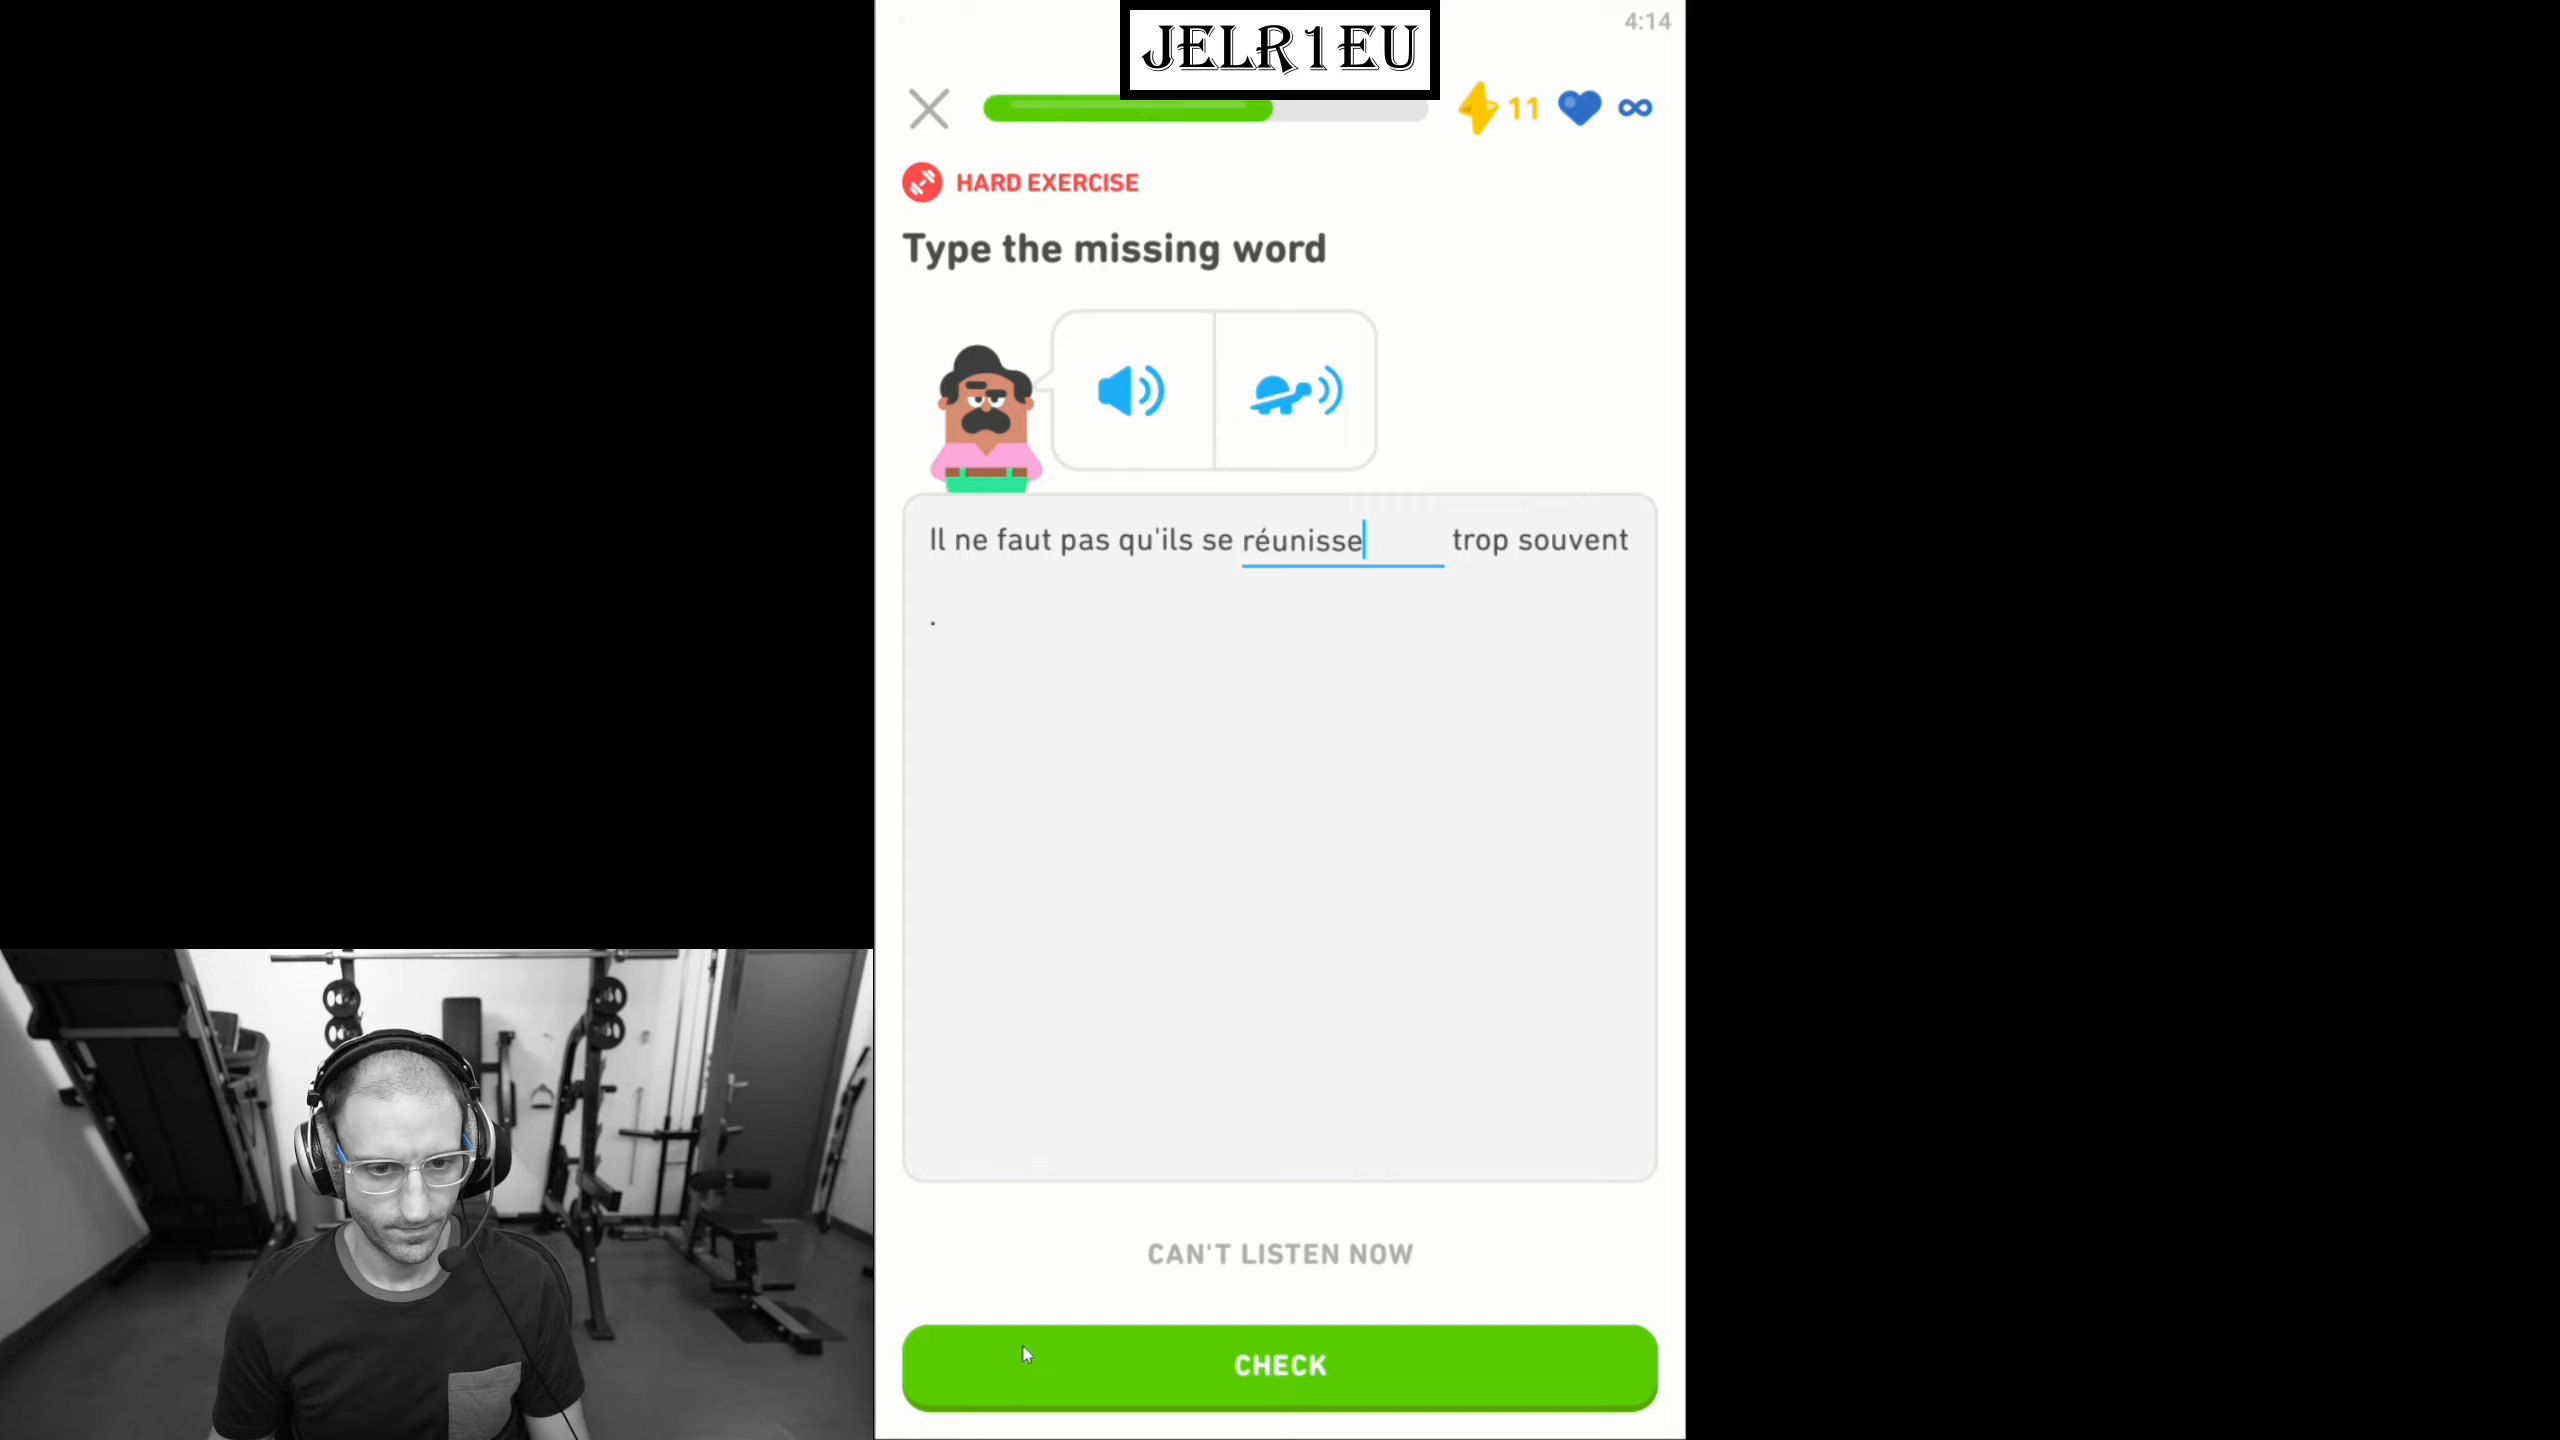 JELR1EU
4:14
11
HARD EXERCISE
Type the missing word
Il ne faut pas qu'ils se réunisse trop souvent
.
CAN'T LISTEN NOW
CHECK